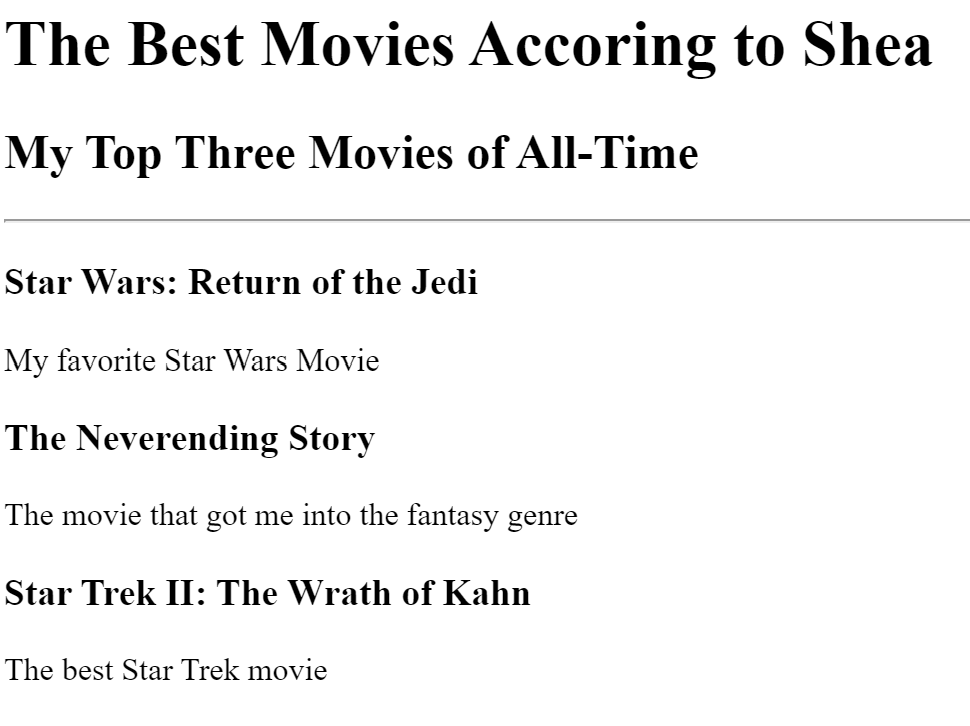 The Best Movies Accoring to Shea
My Top Three Movies of All-Time
Star Wars: Return of the Jedi
My favorite Star Wars Movie
The Neverending Story
The movie that got me into the fantasy genre
Star Trek II: The Wrath of Kahn
The best Star Trek movie